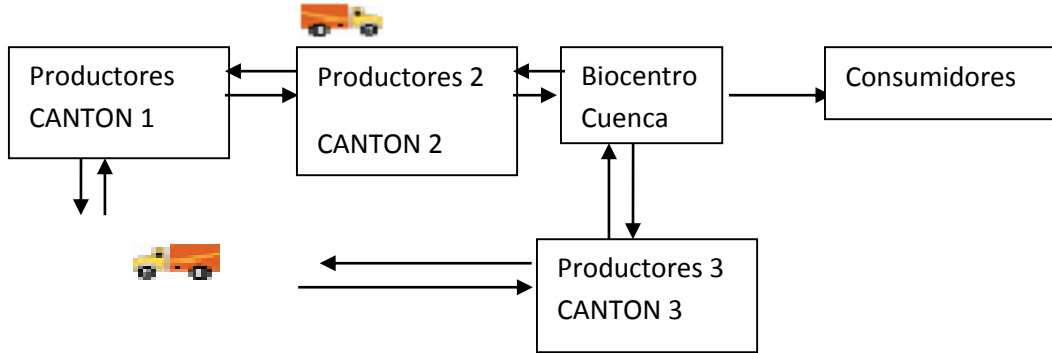 Productores
CANTON 1
Productores 2
CANTON 2
Biocentro
Cuenca
Consumidores
Productores 3
CANTON 3